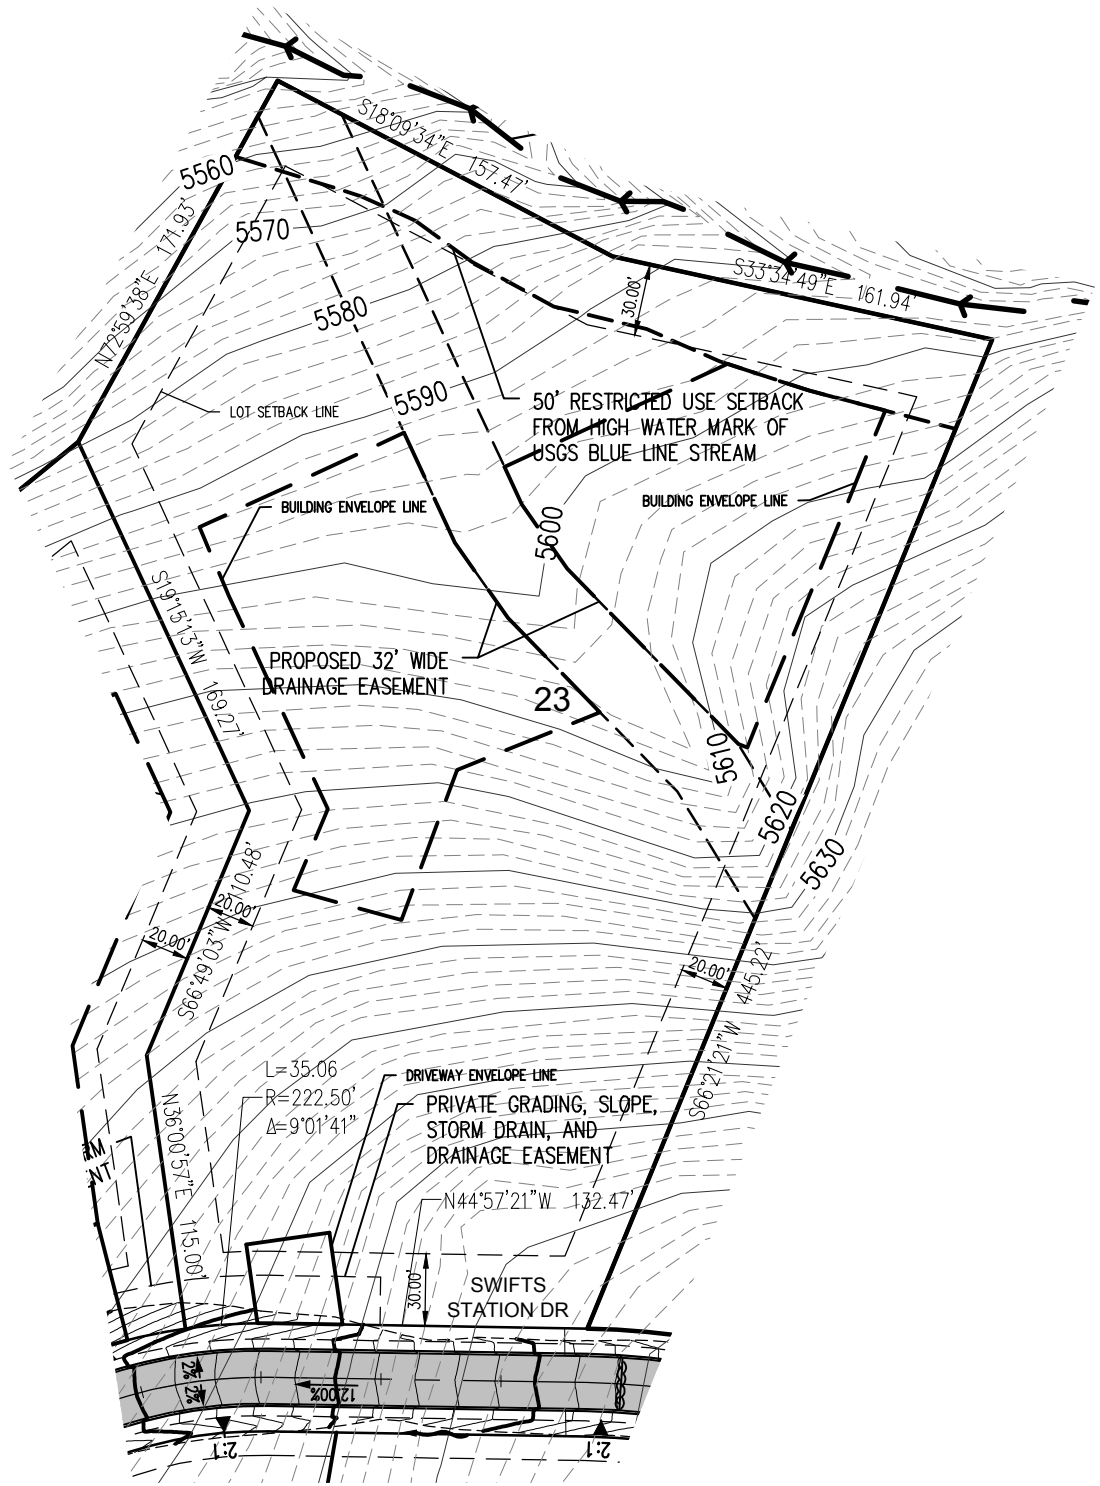 S18°09'34"E 157.47'
5560
5570
N72°59'38"E 171.93'
S33°34'49"E 161.94'
30.00'
5580
5590
LOT SETBACK LINE
50' RESTRICTED USE SETBACK
FROM HIGH WATER MARK OF
USGS BLUE LINE STREAM
BUILDING ENVELOPE LINE
BUILDING ENVELOPE LINE
5600
S19°15'13"W 169.27'
PROPOSED 32' WIDE
DRAINAGE EASEMENT
23
5610
5620
5630
S66°49'03"W 110.48'
20.00'
20.00'
20.00'
S66°21'21"W 445.22'
L=35.06
R=222.50'
Δ=9°01'41"
DRIVEWAY ENVELOPE LINE
PRIVATE GRADING, SLOPE,
STORM DRAIN, AND
DRAINAGE EASEMENT
N36°00'57"E 115.00'
RM
NT
N44°57'21"W 132.47'
30.00'
SWIFTS
STATION DR
2% 2%
12.00%
2:1
2:1